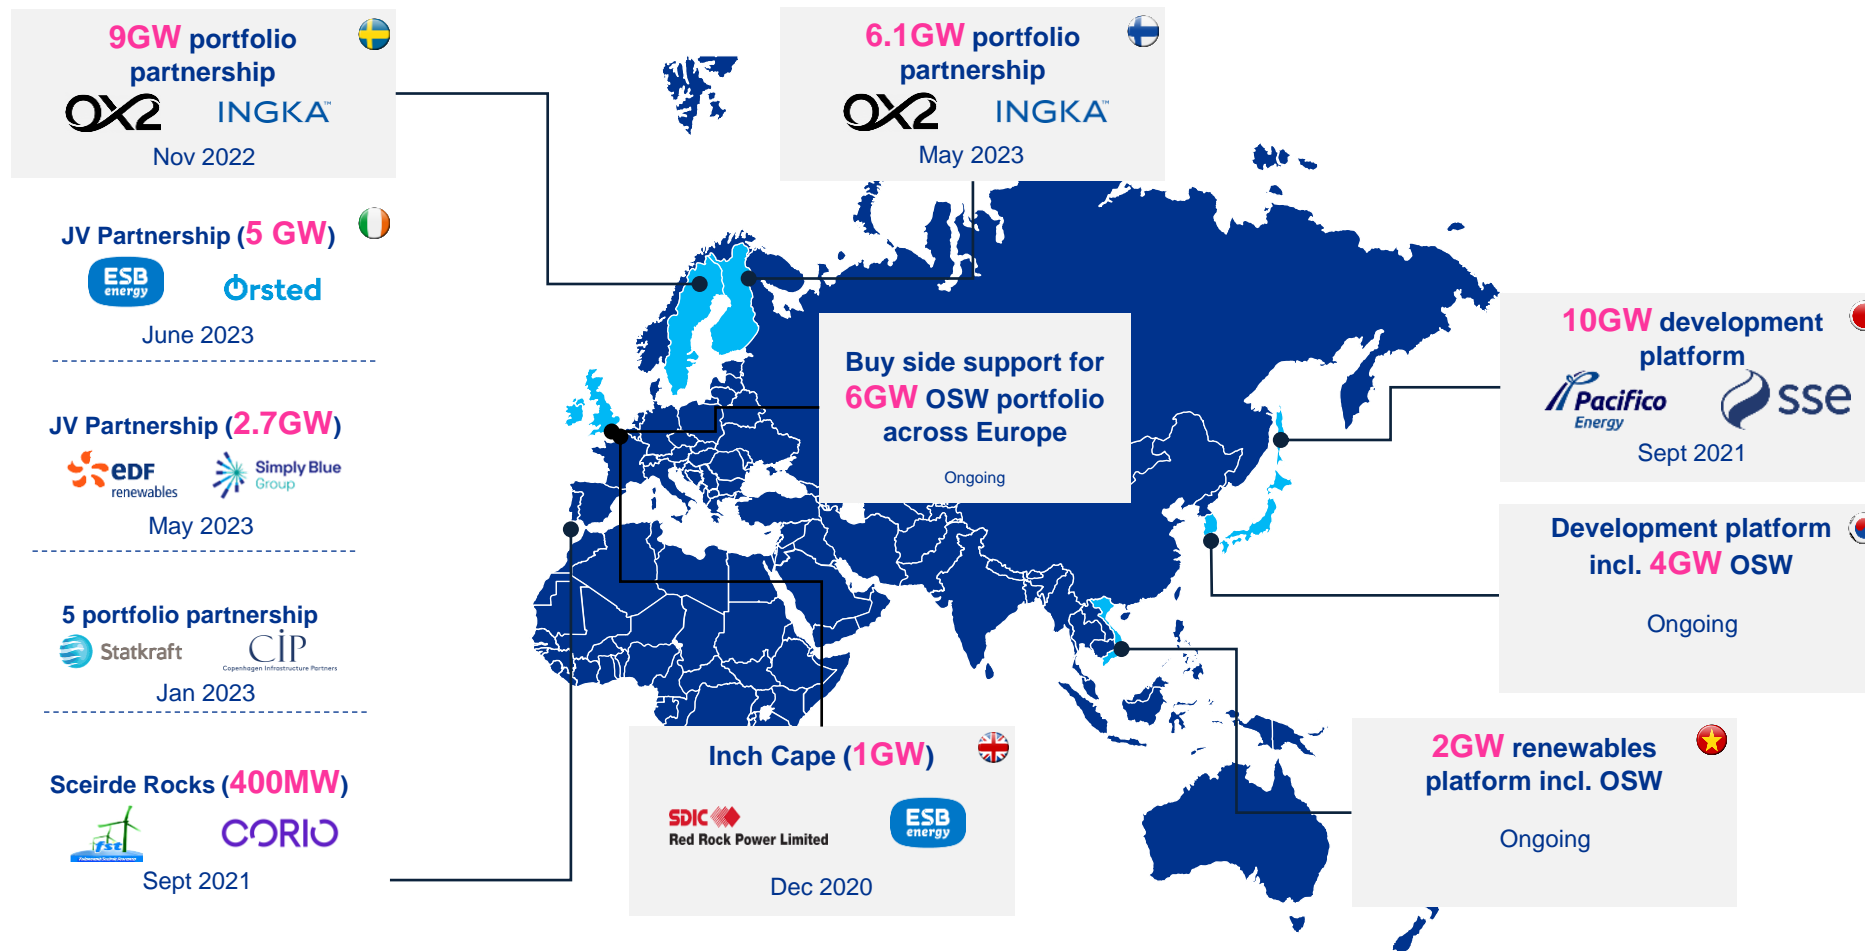 9GW portfolio
partnership
OX2 INGKA™
Nov 2022
6.1GW portfolio
partnership
OX2 INGKA™
May 2023
JV Partnership (5 GW)
ESB
energy
Ørsted
June 2023
JV Partnership (2.7GW)
eDF
renewables
Simply Blue
Group
May 2023
5 portfolio partnership
Statkraft
CIP
Copenhagen Infrastructure Partners
Jan 2023
Sceirde Rocks (400MW)
fst
CORIO
Sept 2021
Buy side support for
6GW OSW portfolio
across Europe
Ongoing
Inch Cape (1GW)
SDIC
Red Rock Power Limited
ESB
energy
Dec 2020
10GW development
platform
Pacifico
Energy
sse
Sept 2021
Development platform
incl. 4GW OSW
Ongoing
2GW renewables
platform incl. OSW
Ongoing